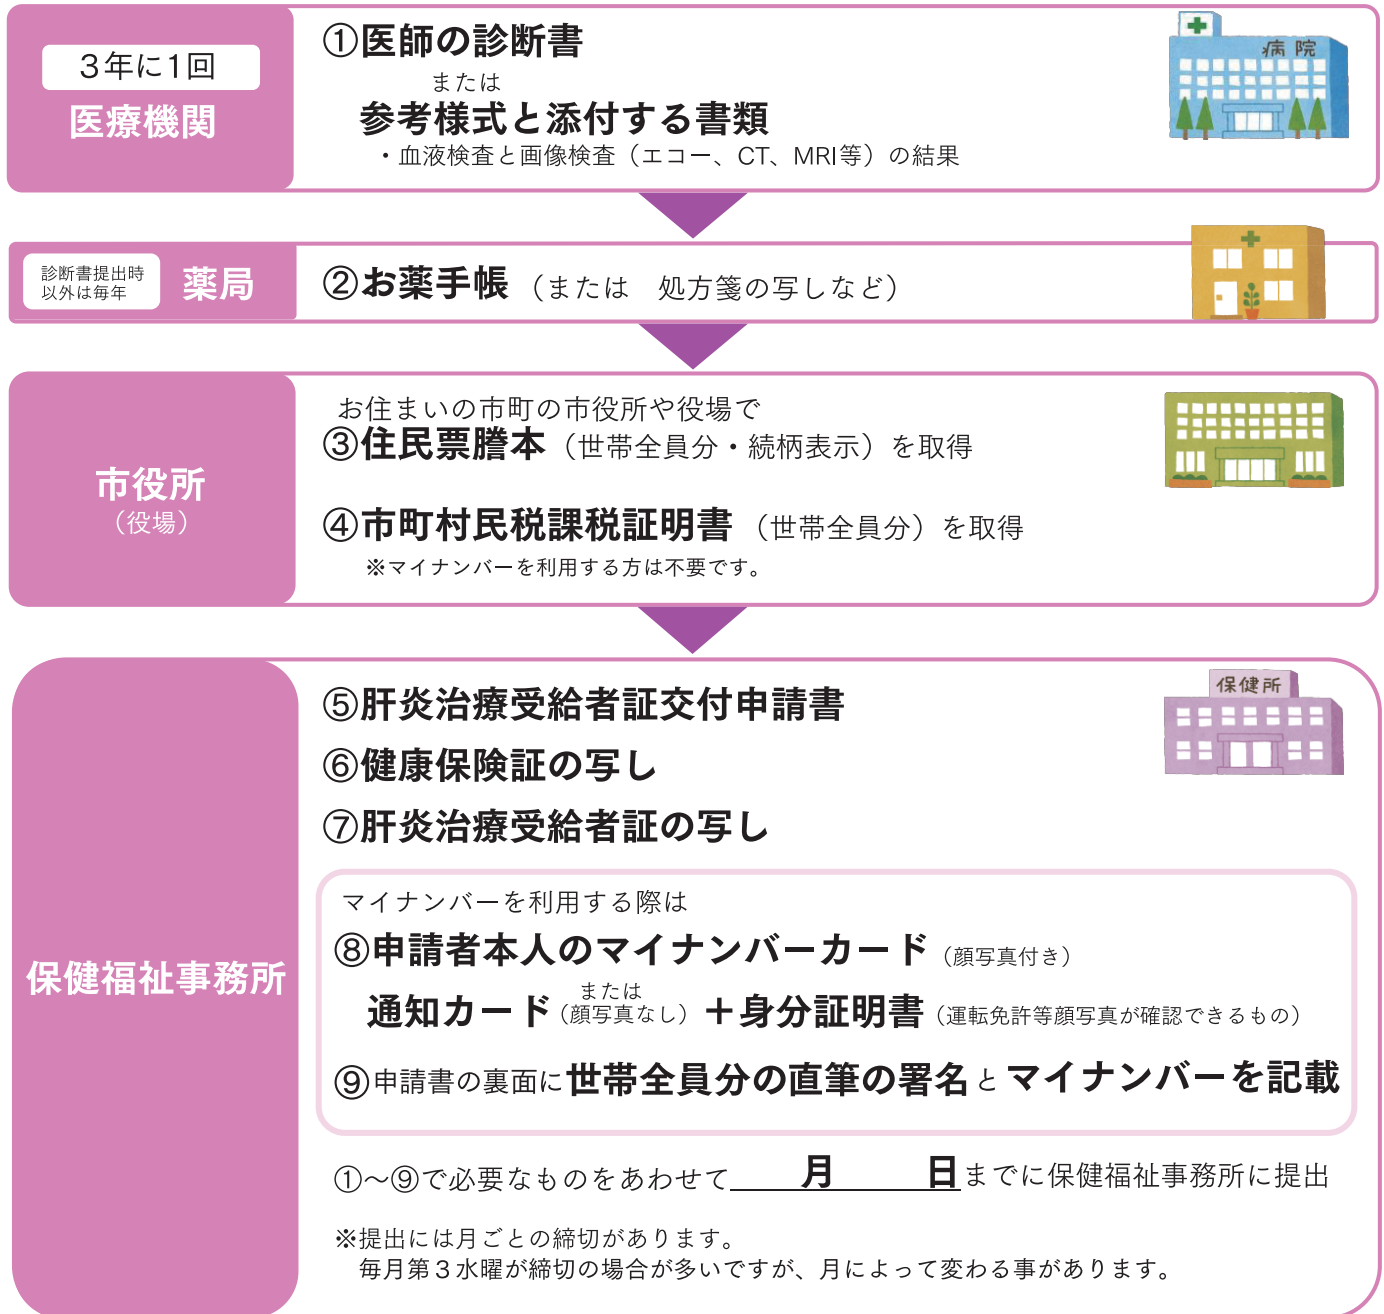 3年に1回
医療機関
①医師の診断書
または
参考様式と添付する書類
・血液検査と画像検査（エコー、CT、MRI等）の結果
病院
診断書提出時
以外は毎年
薬局
②お薬手帳（または　処方箋の写しなど）
市役所
（役場）
お住まいの市町の市役所や役場で
③住民票謄本（世帯全員分・続柄表示）を取得
④市町村民税課税証明書（世帯全員分）を取得
※マイナンバーを利用する方は不要です。
保健福祉事務所
⑤肝炎治療受給者証交付申請書
保健所
⑥健康保険証の写し
⑦肝炎治療受給者証の写し
マイナンバーを利用する際は
⑧申請者本人のマイナンバーカード（顔写真付き）
または
通知カード（顔写真なし）＋身分証明書（運転免許等顔写真が確認できるもの）
⑨申請書の裏面に世帯全員分の直筆の署名とマイナンバーを記載
①～⑨で必要なものをあわせて　　月　　日までに保健福祉事務所に提出
※提出には月ごとの締切があります。
毎月第３水曜が締切の場合が多いですが、月によって変わる事があります。